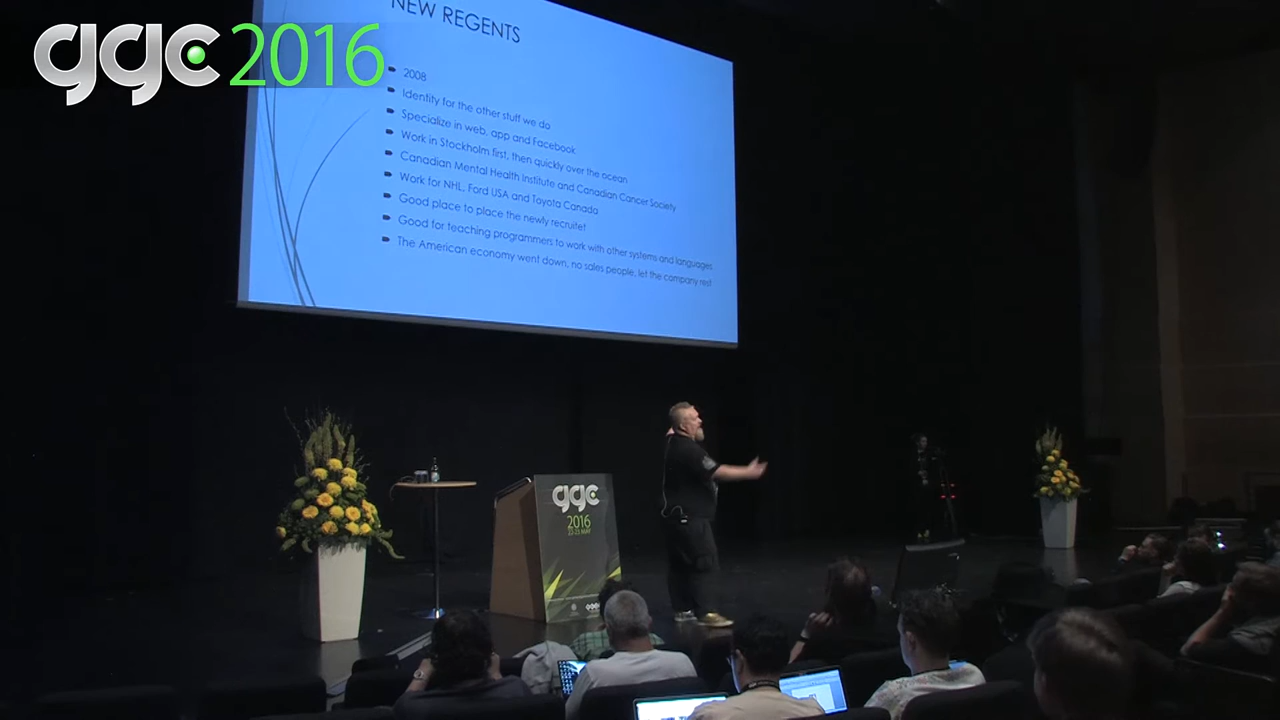 ggc 2016
NEW REGENTS
2008
Identity for the other stuff we do
Specialize in web, app and Facebook
Work in Stockholm first, then quickly over the ocean
Canadian Mental Health Institute and Canadian Cancer Society
Work for NHL, Ford USA and Toyota Canada
Good place to place the newly recruitet
Good for teaching programmers to work with other systems and languages
The American economy went down, no sales people, let the company rest
ggc
2016